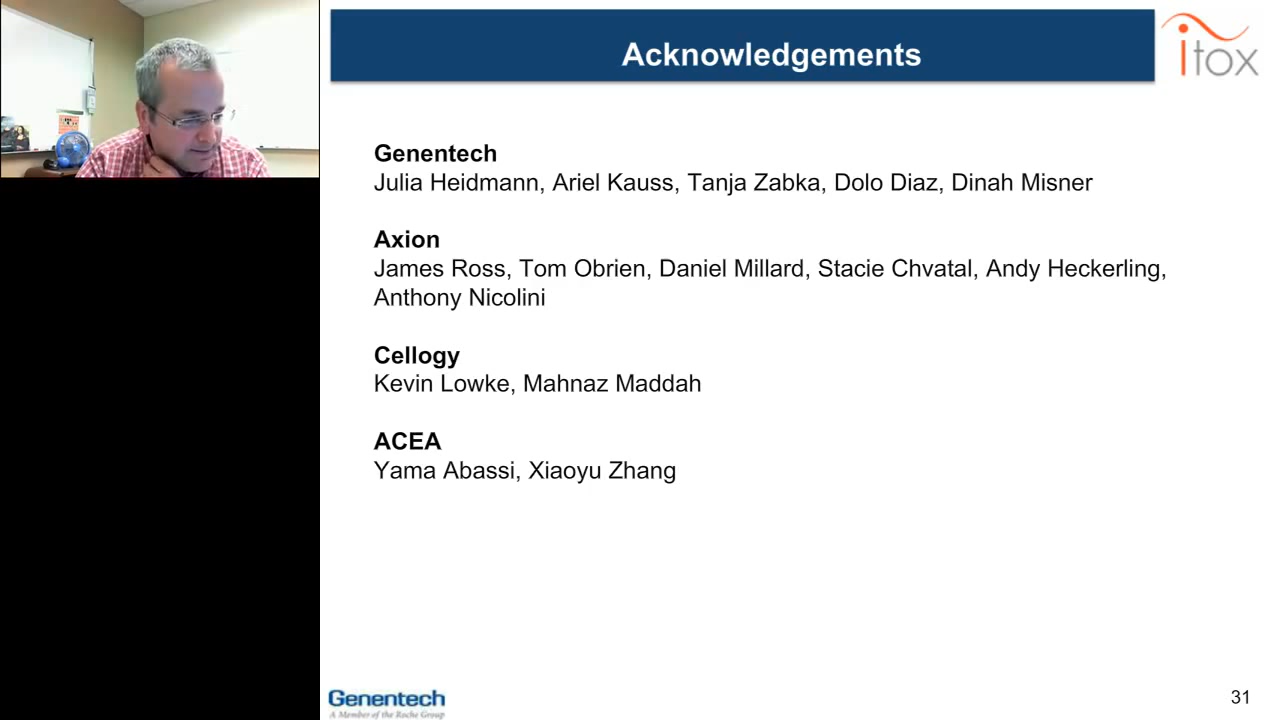 Acknowledgements
itox
Genentech
Julia Heidmann, Ariel Kauss, Tanja Zabka, Dolo Diaz, Dinah Misner
Axion
James Ross, Tom Obrien, Daniel Millard, Stacie Chvatal, Andy Heckerling,
Anthony Nicolini
Cellogy
Kevin Lowke, Mahnaz Maddah
ACEA
Yama Abassi, Xiaoyu Zhang
Genentech
A Member of the Roche Group
31